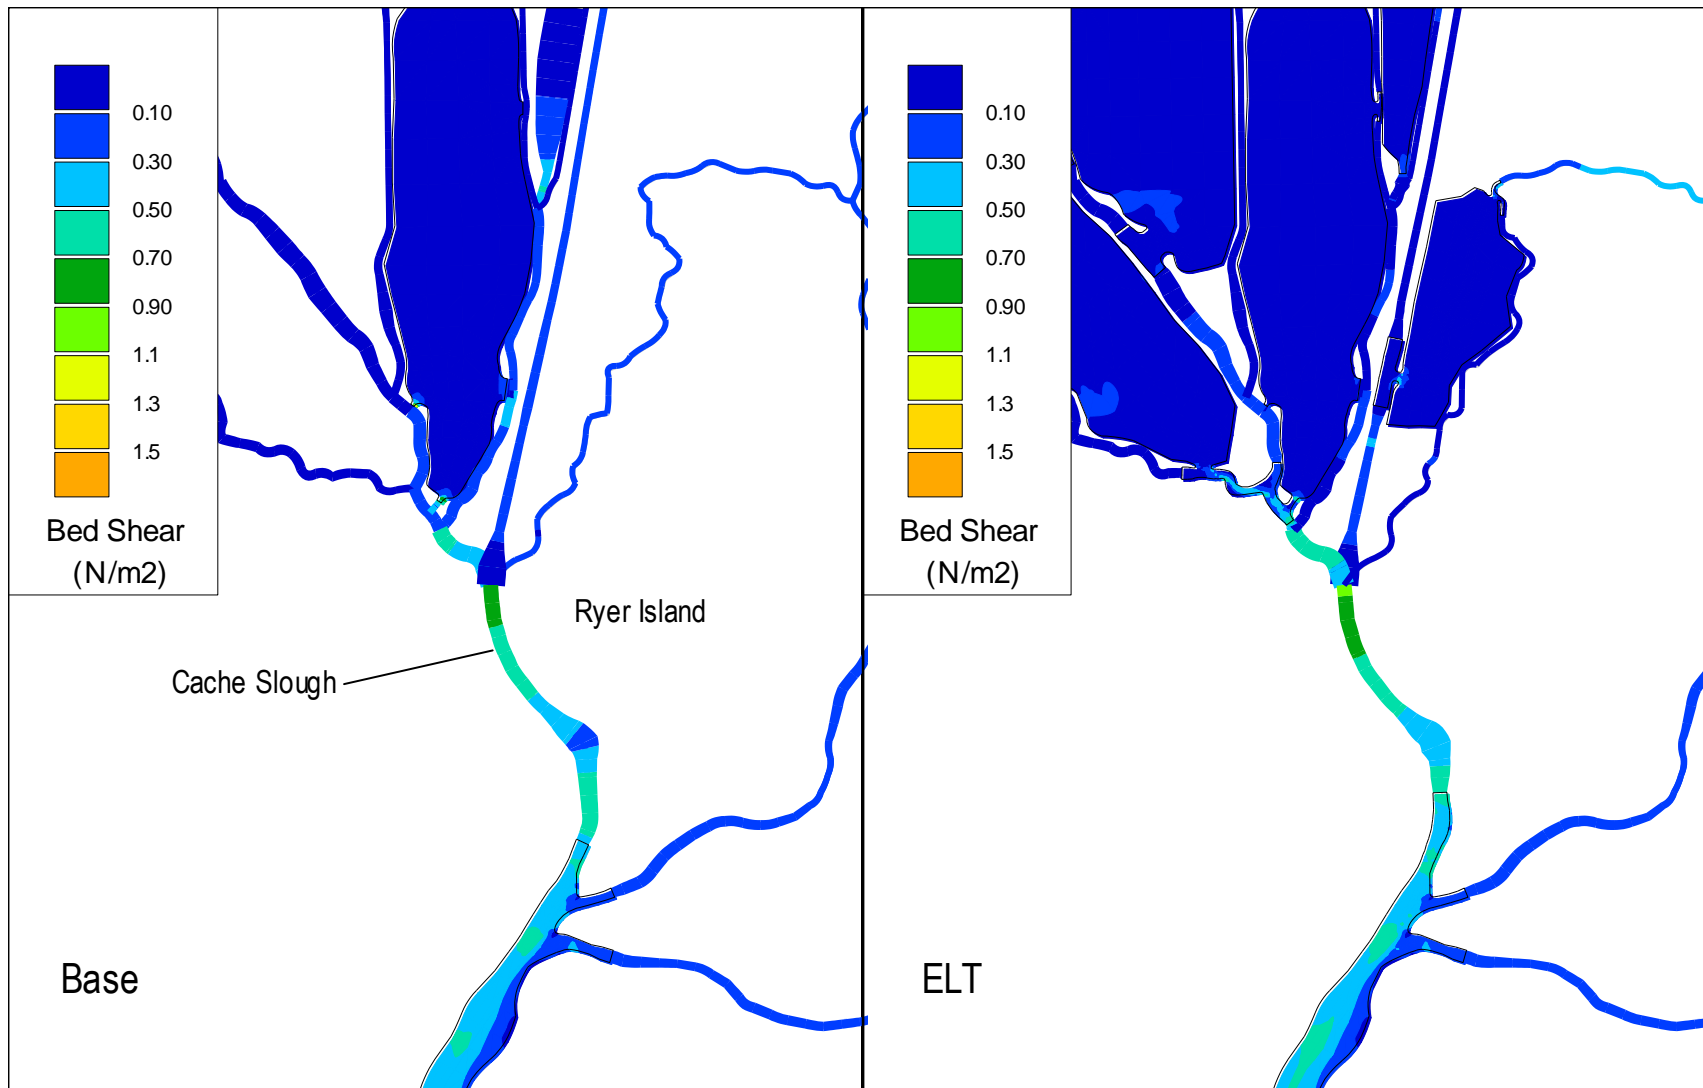 0.10
0.30
0.50
0.70
0.90
1.1
1.3
1.5
Bed Shear
(N/m2)
Ryer Island
Cache Slough
Base
0.10
0.30
0.50
0.70
0.90
1.1
1.3
1.5
Bed Shear
(N/m2)
ELT